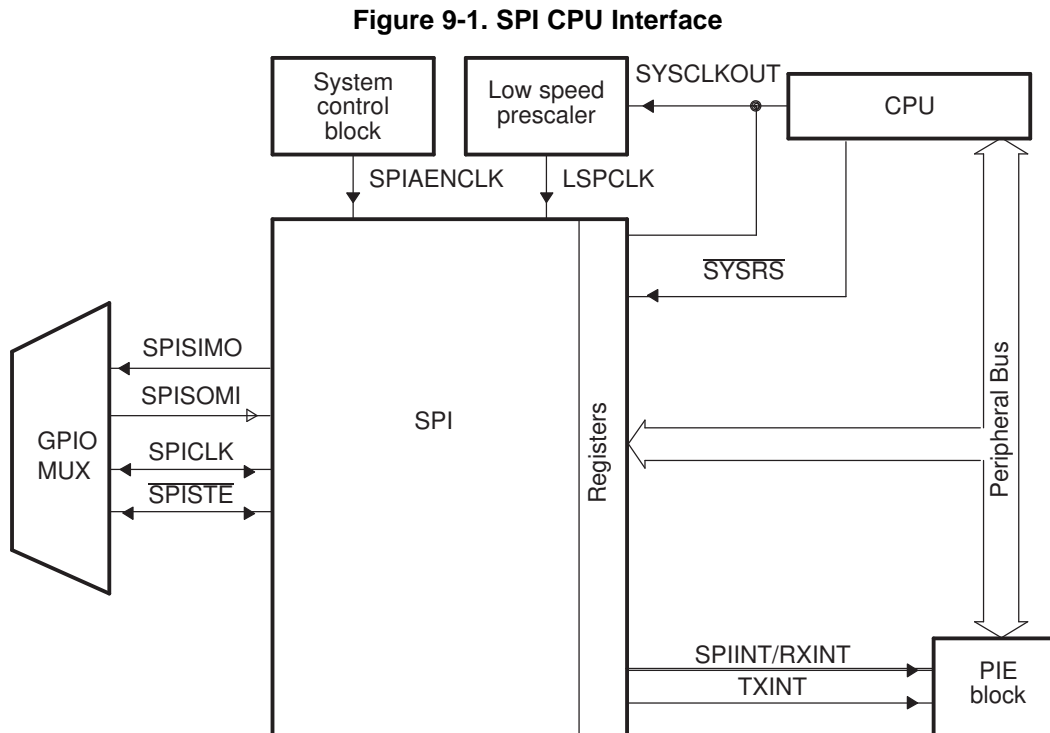 Figure 9-1. SPI CPU Interface
System
control
block
Low speed
prescaler
SYSCLKOUT
CPU
SPIAENCLK
LSPCLK
SYSRS
SPISIMO
SPISOMI
SPICLK
SPISTE
GPIO
MUX
SPI
Registers
Peripheral Bus
SPIINT/RXINT
TXINT
PIE
block